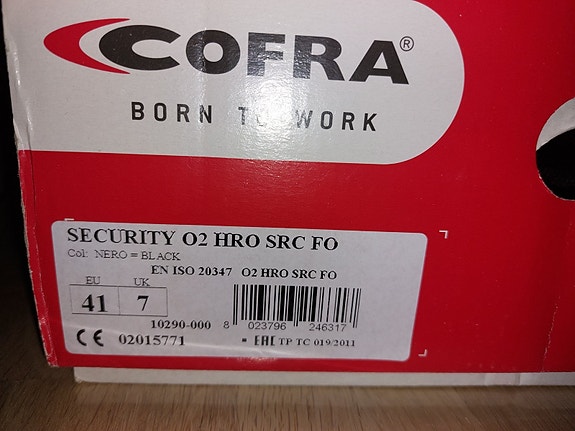 COFRA®
BORN TO WORK
SECURITY O2 HRO SRC FO
Col: NERO = BLACK
EN ISO 20347 O2 HRO SRC FO
EU UK
41 7
10290-000 8 023796 246317
CE 02015771 EAC TP TC 019/2011